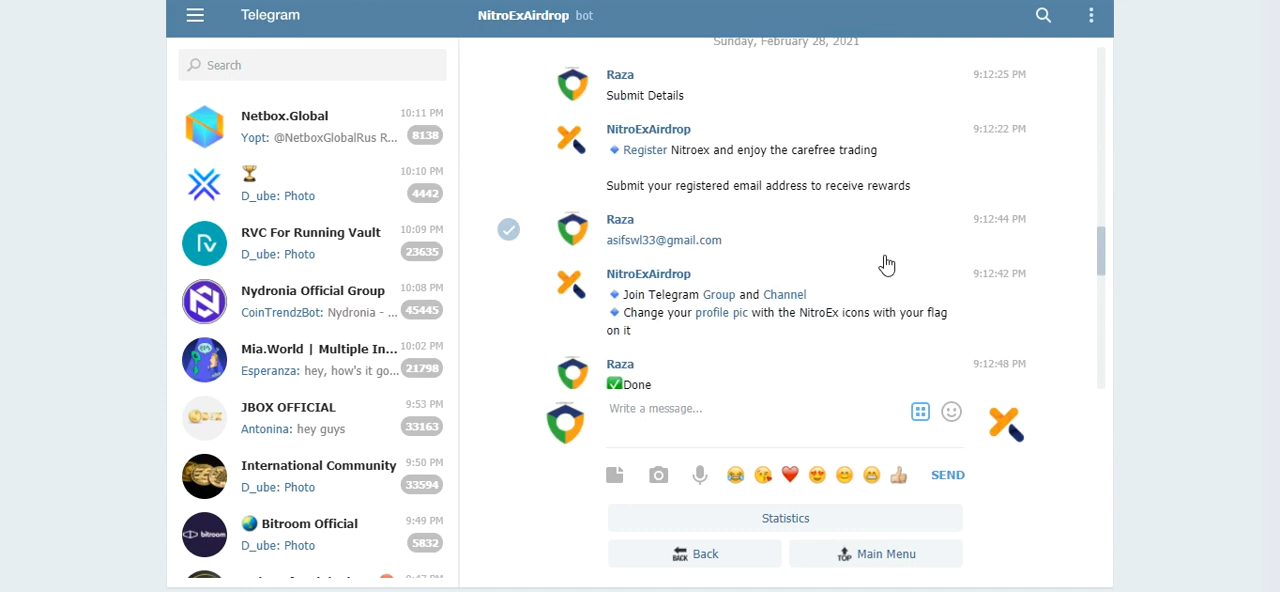 Telegram
NitroExAirdrop bot
Search
Netbox.Global 10:11 PM
Yopt: @NetboxGlobalRus R... 8138
10:10 PM
D_ube: Photo 4442
RVC For Running Vault 10:09 PM
D_ube: Photo 23635
Nydronia Official Group 10:08 PM
CoinTrendzBot: Nydronia - ... 45445
Mia.World | Multiple In... 10:02 PM
Esperanza: hey, how's it go... 21798
JBOX OFFICIAL 9:53 PM
Antonina: hey guys 33163
International Community 9:50 PM
D_ube: Photo 33594
Bitroom Official 9:49 PM
bitroom
D_ube: Photo 5832
Sunday, February 28, 2021
Raza 9:12:25 PM
Submit Details
NitroExAirdrop 9:12:22 PM
Register Nitroex and enjoy the carefree trading
Submit your registered email address to receive rewards
Raza 9:12:44 PM
asifswl33@gmail.com
NitroExAirdrop 9:12:42 PM
Join Telegram Group and Channel
Change your profile pic with the NitroEx icons with your flag
on it
Raza 9:12:48 PM
✅Done
Write a message...
SEND
Statistics
BACK Back
TOP Main Menu